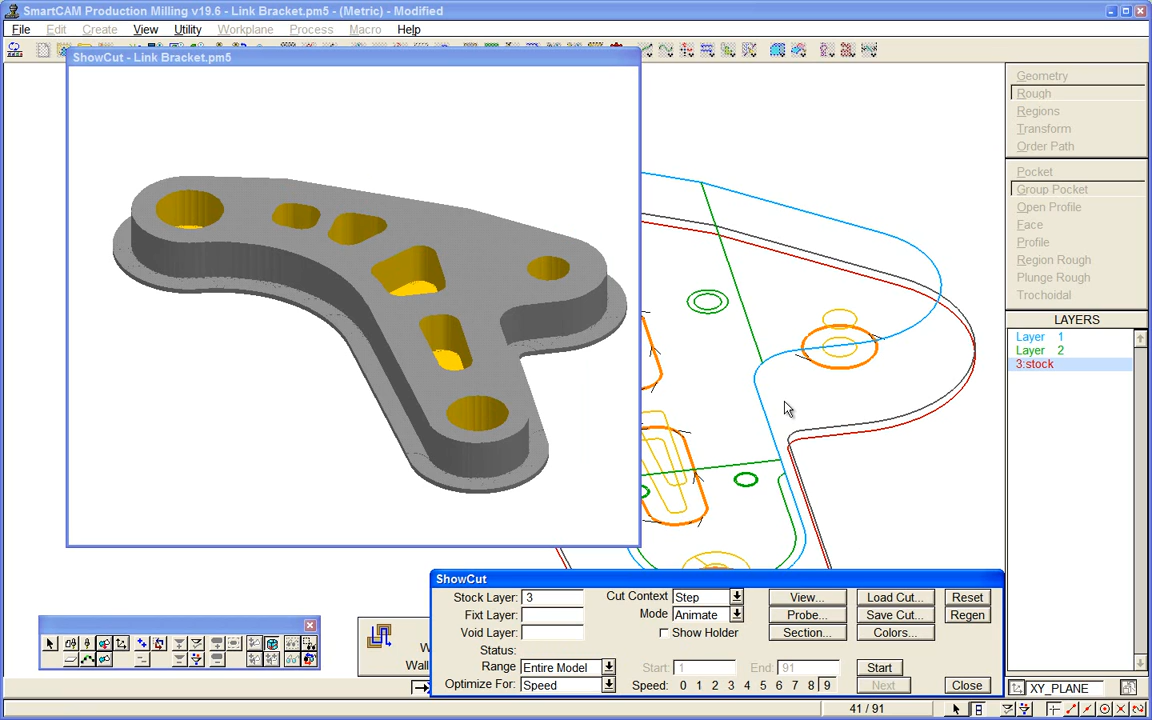 SmartCAM Production Milling v19.6 - Link Bracket.pm5 - (Metric) - Modified
File Edit Create View Utility Workplane Process Macro Help
ShowCut - Link Bracket.pm5
Geometry
Rough
Regions
Transform
Order Path
Pocket
Group Pocket
Open Profile
Face
Profile
Region Rough
Plunge Rough
Trochoidal
LAYERS
Layer 1
Layer 2
3:stock
ShowCut
Stock Layer: 3 Cut Context Step View... Load Cut... Reset
Fixt Layer: Mode Animate Probe... Save Cut... Regen
Void Layer: Show Holder Section... Colors...
Status:
Range Entire Model Start: 1 End: 91 Start
Optimize For: Speed Speed: 0 1 2 3 4 5 6 7 8 9 Next Close
Wall
XY_PLANE
41 / 91